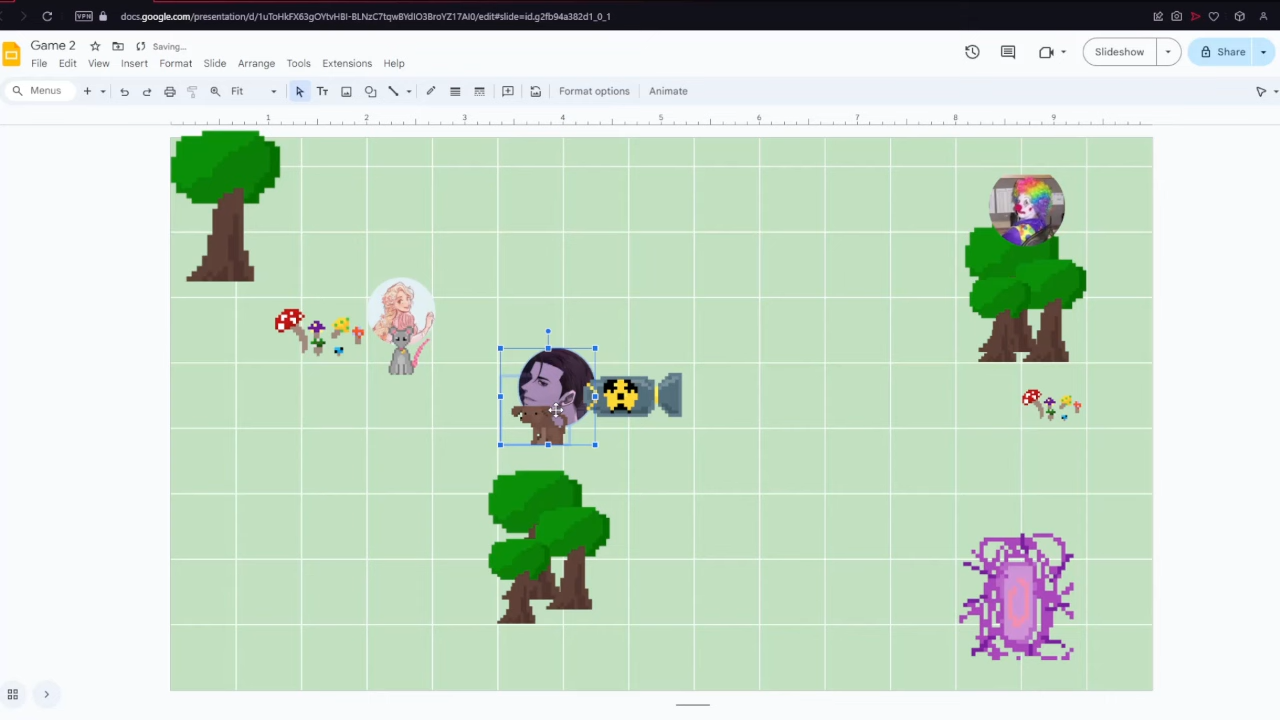 VPN docs.google.com/presentation/d/1uToHkFX63gOYtvHBI-BLNzC7tqwBYdIO3BroYZ17AI0/edit#slide=id.g2fb94a382d1_0_1
Game 2 Saving...
File Edit View Insert Format Slide Arrange Tools Extensions Help
Slideshow Share
Menus Fit Tт Format options Animate
1 2 3 4 5 6 7 8 9